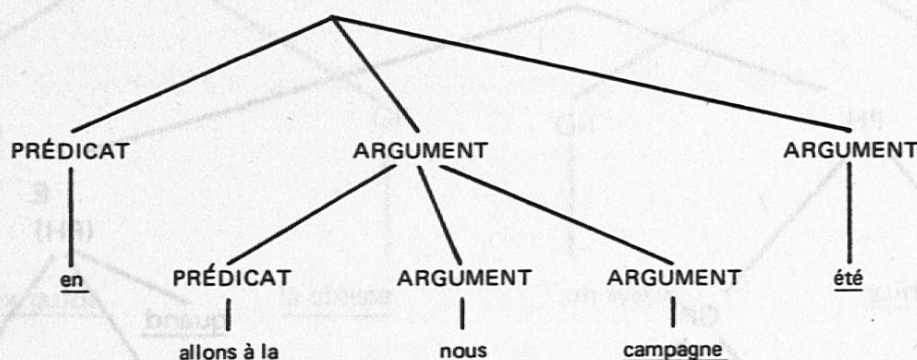 PRÉDICAT ARGUMENT ARGUMENT
en PRÉDICAT ARGUMENT ARGUMENT été
allons à la nous campagne